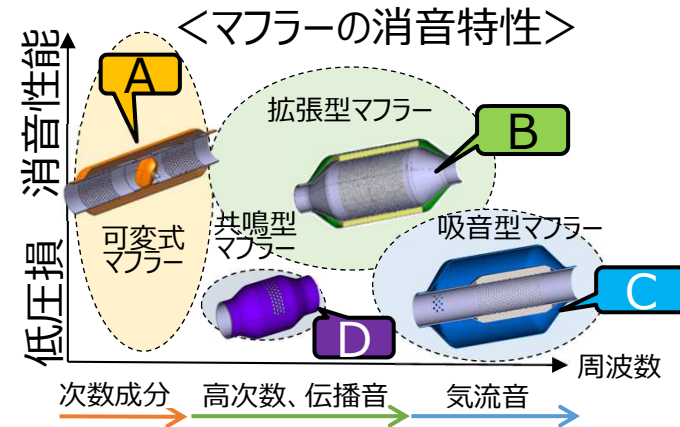 ＜マフラーの消音特性＞
消音性能
低圧損
A
拡張型マフラー
B
可変式
マフラー
共鳴型
マフラー
吸音型マフラー
C
D
周波数
次数成分
高次数、伝播音
気流音